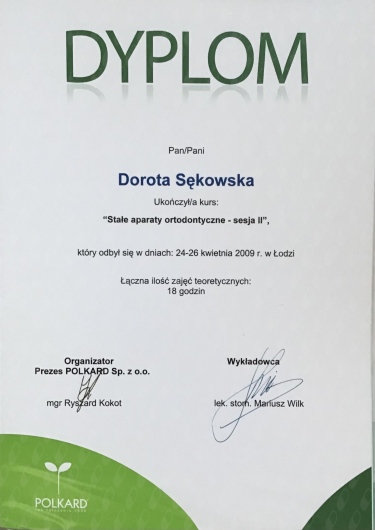 DYPLOM
Pan/Pani
Dorota Sękowska
Ukończył/a kurs:
“Stałe aparaty ortodontyczne - sesja II”,
który odbył się w dniach: 24-26 kwietnia 2009 r. w Łodzi
Łączna ilość zajęć teoretycznych:
18 godzin
Organizator
Prezes POLKARD Sp. z o.o.
mgr Ryszard Kokot
Wykładowca
lek. stom. Mariusz Wilk
POLKARD